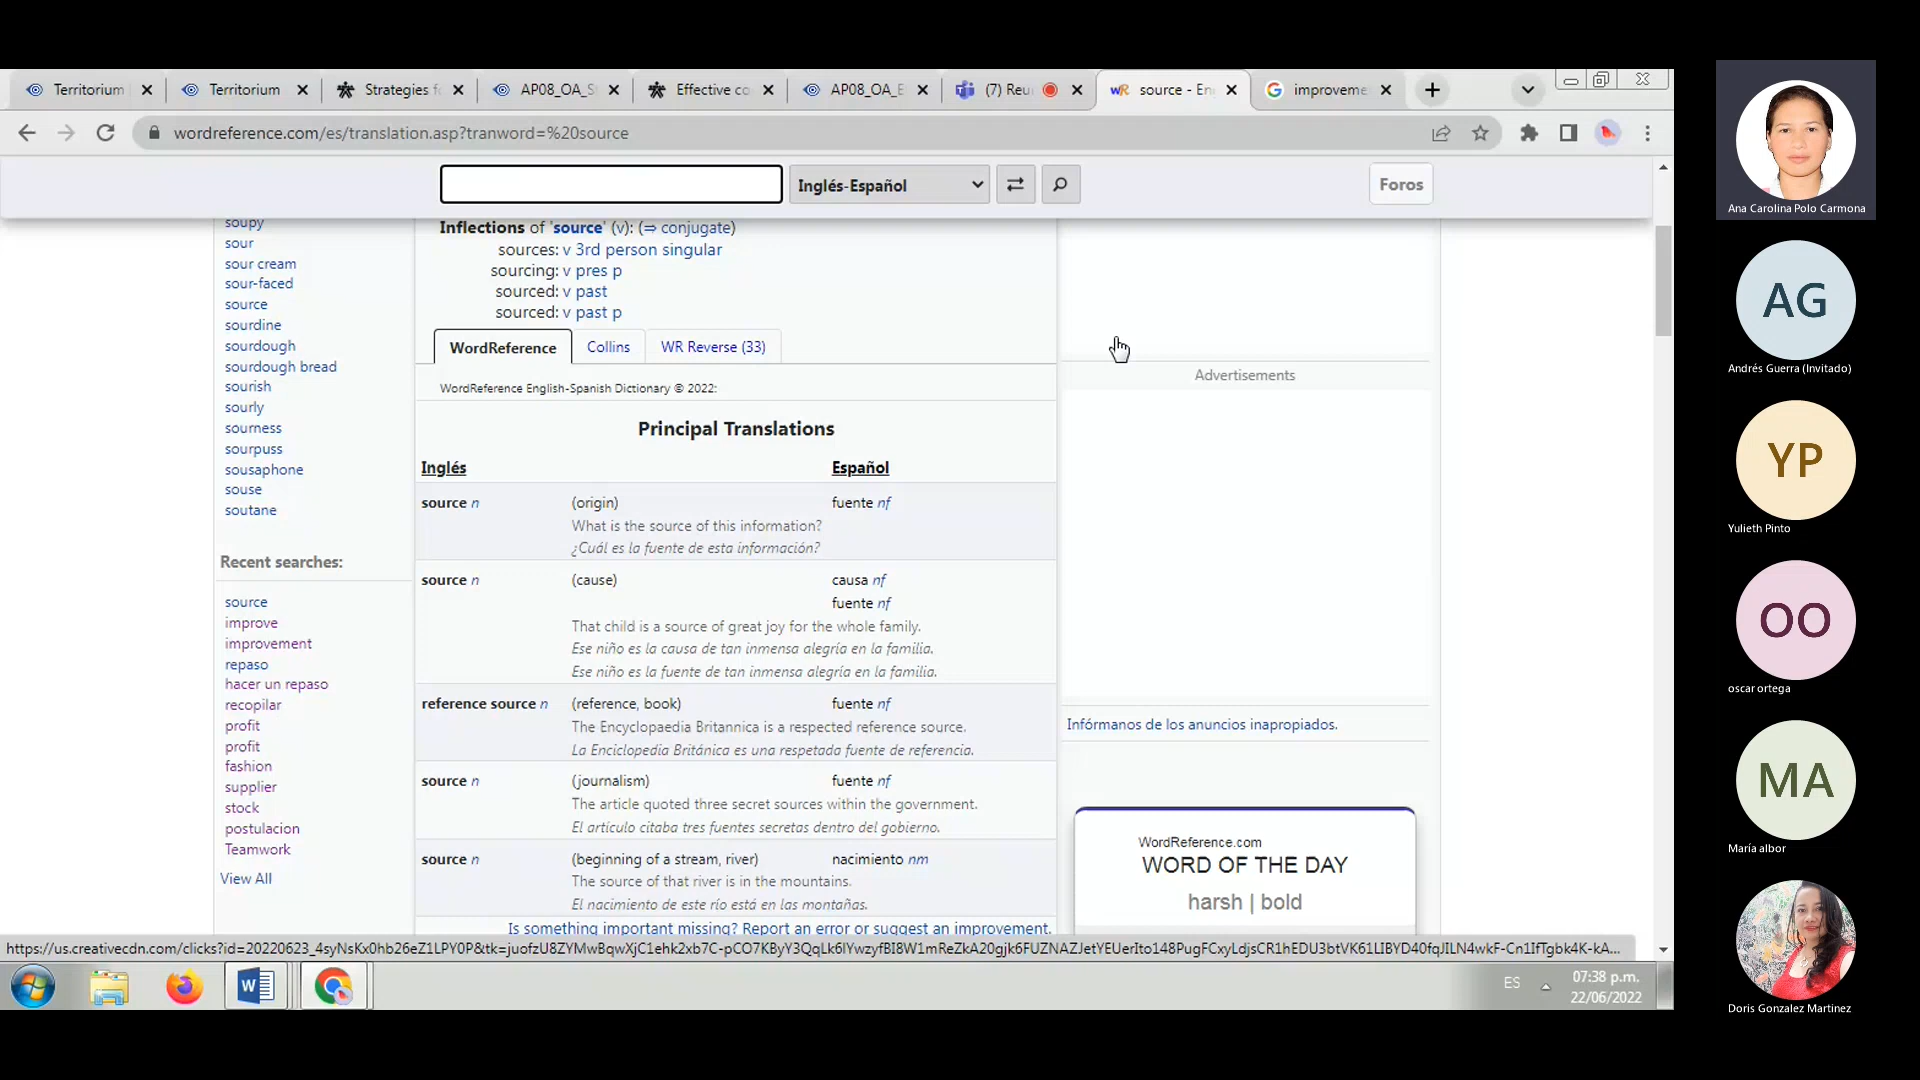 Territorium
Territorium
Strategies f
AP08_OA_S
Effective co
AP08_OA_E
(7) Reu
source - En
improveme
wordreference.com/es/translation.asp?tranword=%20source
Inglés-Español
Foros
soupy
sour
sour cream
sour-faced
source
sourdine
sourdough
sourdough bread
sourish
sourly
sourness
sourpuss
sousaphone
souse
soutane
Recent searches:
source
improve
improvement
repaso
hacer un repaso
recopilar
profit
profit
fashion
supplier
stock
postulacion
Teamwork
View All
Inflections of 'source' (v): (⇒ conjugate)
sources: v 3rd person singular
sourcing: v pres p
sourced: v past
sourced: v past p
WordReference Collins WR Reverse (33)
WordReference English-Spanish Dictionary © 2022:
Principal Translations
Inglés Español
source n (origin) fuente nf
What is the source of this information?
¿Cuál es la fuente de esta información?
source n (cause) causa nf
fuente nf
That child is a source of great joy for the whole family.
Ese niño es la causa de tan inmensa alegría en la familia.
Ese niño es la fuente de tan inmensa alegría en la familia.
reference source n (reference, book) fuente nf
The Encyclopaedia Britannica is a respected reference source.
La Enciclopedia Británica es una respetada fuente de referencia.
source n (journalism) fuente nf
The article quoted three secret sources within the government.
El artículo citaba tres fuentes secretas dentro del gobierno.
source n (beginning of a stream, river) nacimiento nm
The source of that river is in the mountains.
El nacimiento de este río está en las montañas.
Is something important missing? Report an error or suggest an improvement.
Advertisements
Infórmanos de los anuncios inapropiados.
WordReference.com
WORD OF THE DAY
harsh | bold
ES
07:38 p.m.
22/06/2022
Ana Carolina Polo Carmona
AG
Andrés Guerra (Invitado)
YP
Yulieth Pinto
OO
oscar ortega
MA
María albor
Doris Gonzalez Martinez